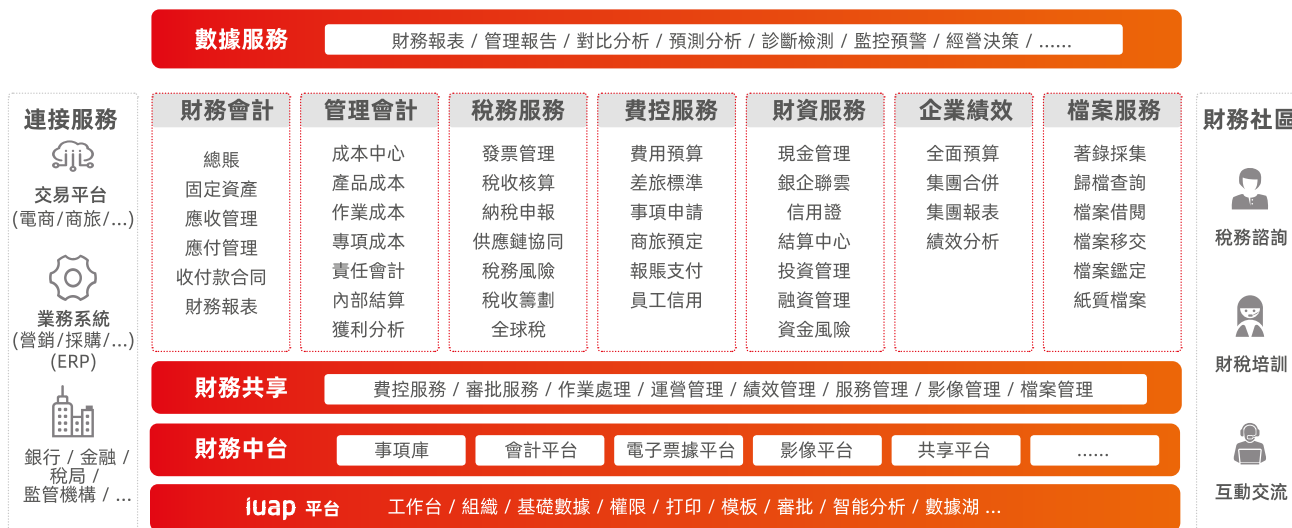 數據服務
財務報表 / 管理報告 / 對比分析 / 預測分析 / 診斷檢測 / 監控預警 / 經營決策 / ......
連接服務
交易平台
(電商/商旅/...)
業務系統
(營銷/採購/...)
(ERP)
銀行 / 金融 /
稅局 /
監管機構 / ...
財務會計
總賬
固定資產
應收管理
應付管理
收付款合同
財務報表
管理會計
成本中心
產品成本
作業成本
專項成本
責任會計
內部結算
獲利分析
稅務服務
發票管理
稅收核算
納稅申報
供應鏈協同
稅務風險
稅收籌劃
全球稅
費控服務
費用預算
差旅標準
事項申請
商旅預定
報賬支付
員工信用
財資服務
現金管理
銀企聯雲
信用證
結算中心
投資管理
融資管理
資金風險
企業績效
全面預算
集團合併
集團報表
績效分析
檔案服務
著錄採集
歸檔查詢
檔案借閱
檔案移交
檔案鑑定
紙質檔案
財務社區
稅務諮詢
財稅培訓
互動交流
財務共享
費控服務 / 審批服務 / 作業處理 / 運營管理 / 績效管理 / 服務管理 / 影像管理 / 檔案管理
財務中台
事項庫
會計平台
電子票據平台
影像平台
共享平台
......
iuap 平台
工作台 / 組織 / 基礎數據 / 權限 / 打印 / 模板 / 審批 / 智能分析 / 數據湖 ...